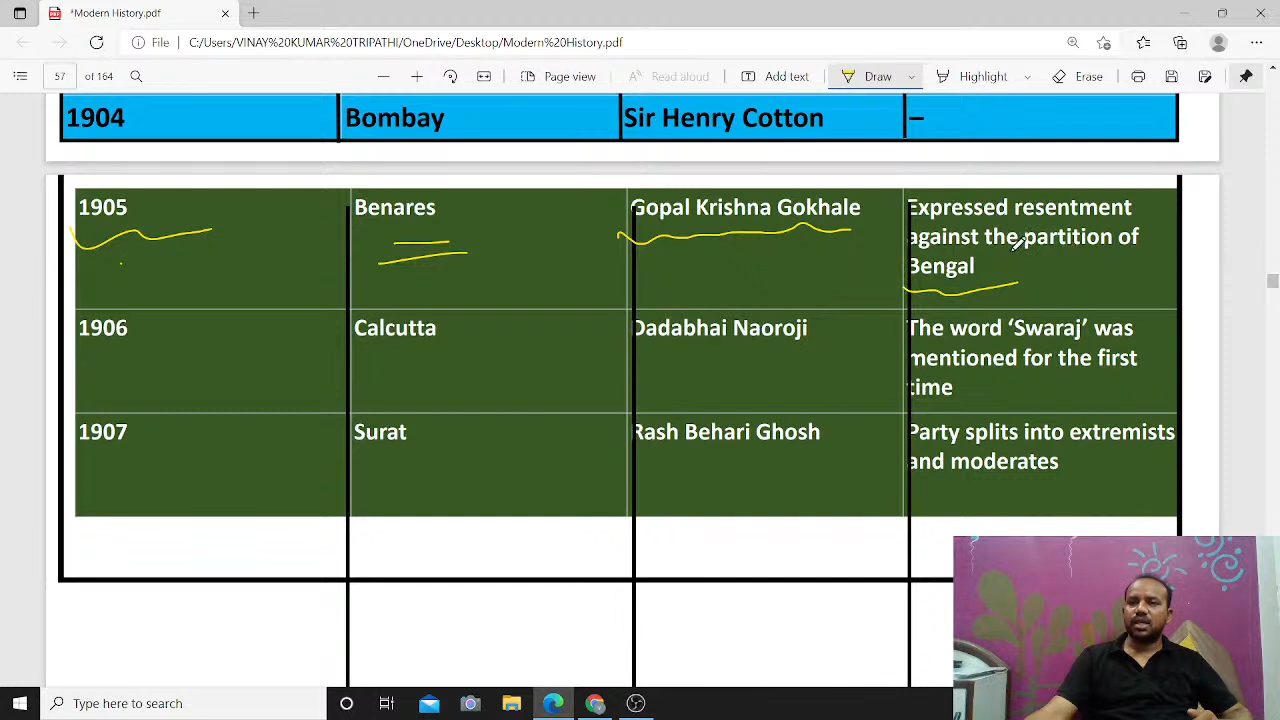 *Modern History.pdf
File
C:/Users/VINAY%20KUMAR%20TRIPATHI/OneDrive/Desktop/Modern%20History.pdf
57 of 164
Page view
Read aloud
Add text
Draw
Highlight
Erase
1904 Bombay Sir Henry Cotton –
1905 Benares Gopal Krishna Gokhale Expressed resentment
against the partition of
Bengal
1906 Calcutta Dadabhai Naoroji The word ‘Swaraj’ was
mentioned for the first
time
1907 Surat Rash Behari Ghosh Party splits into extremists
and moderates
Type here to search